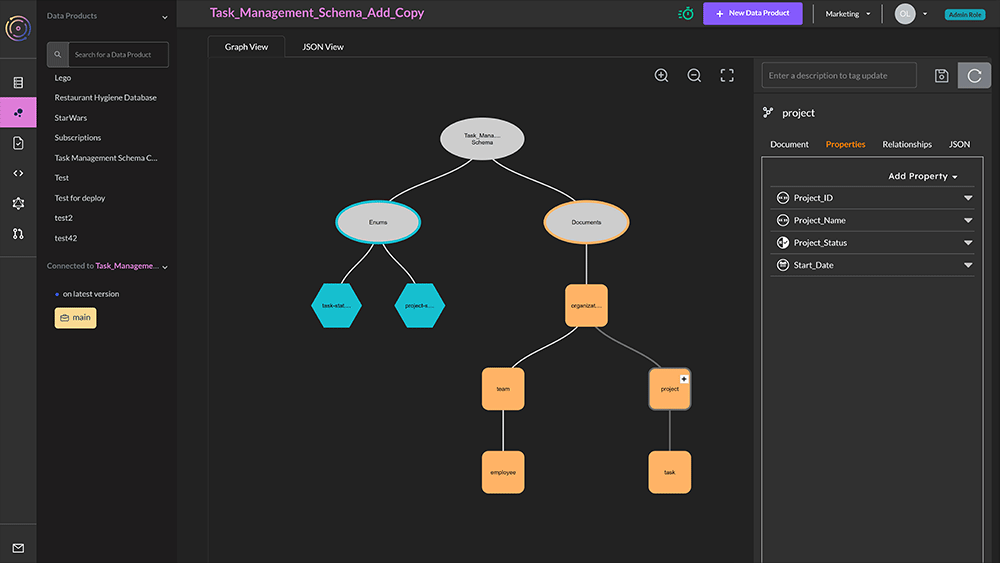 Data Products
Task_Management_Schema_Add_Copy
New Data Product
Marketing
OL
Admin Role
Search for a Data Product
Lego
Restaurant Hygiene Database
StarWars
Subscriptions
Task Management Schema C...
Test
Test for deploy
test2
test42
Connected to Task_Manageme...
on latest version
main
Graph View
JSON View
Task_Mana....
Schema
Enums
Documents
task-stat....
project-s....
organizat....
team
project
employee
task
Enter a description to tag update
project
Document
Properties
Relationships
JSON
Add Property
Project_ID
Project_Name
Project_Status
Start_Date